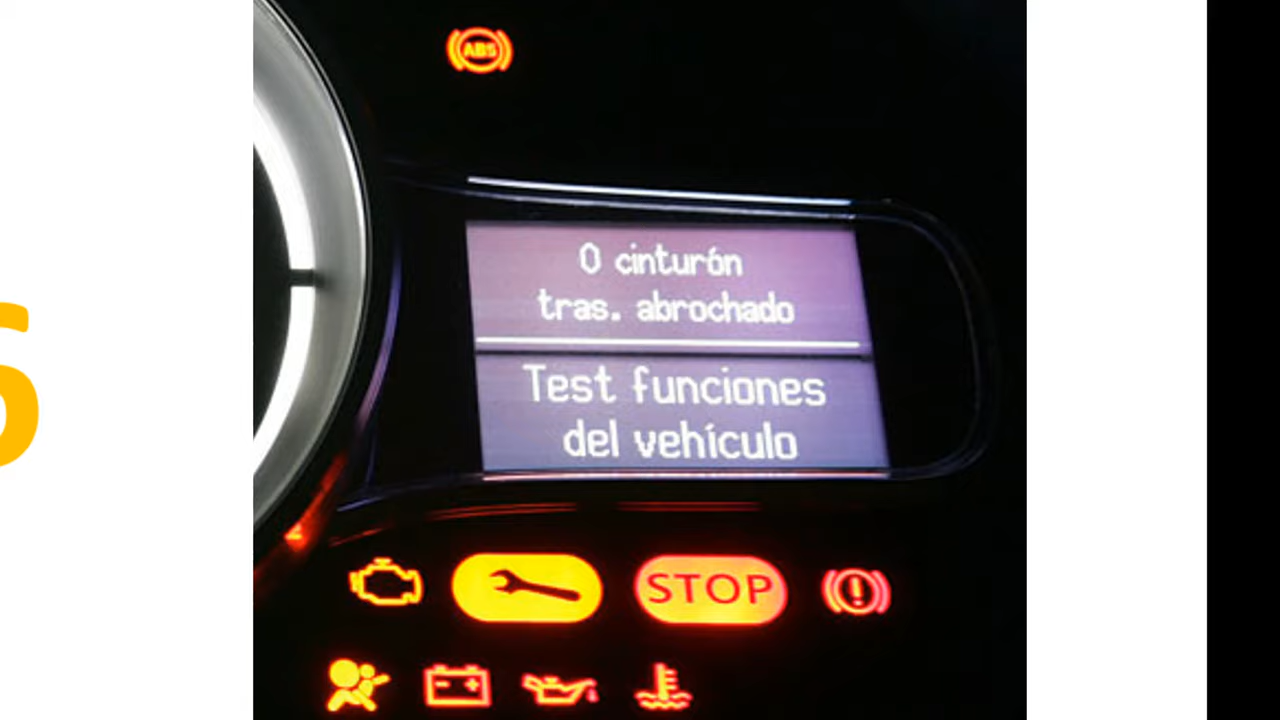 ABS
0 cinturón
tras. abrochado
Test funciones
del vehículo
STOP